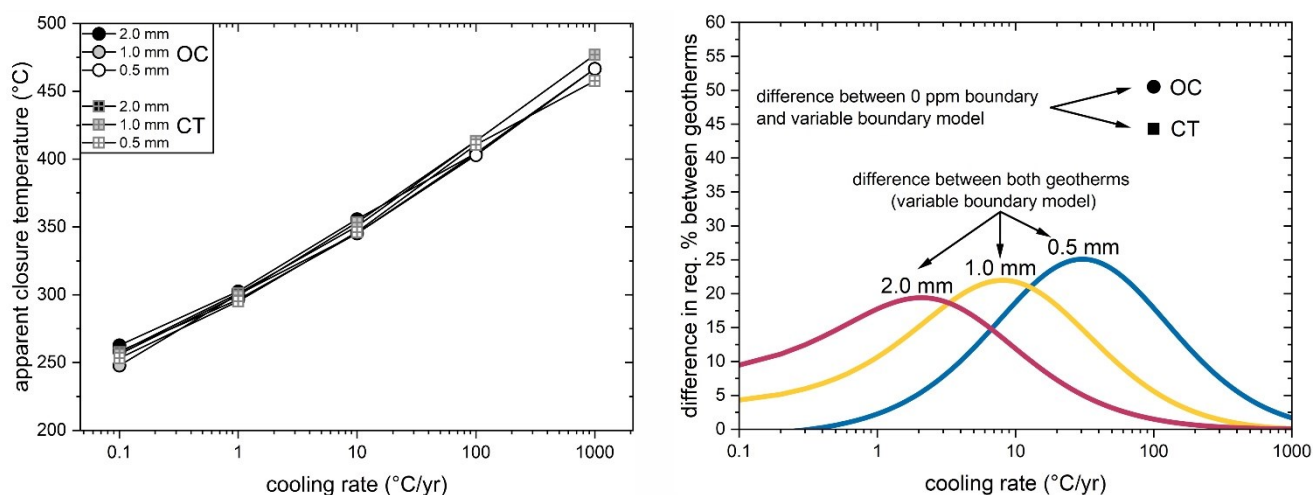 500
450
400
350
300
250
200
apparent closure temperature (°C)
2.0 mm
1.0 mm OC
0.5 mm
2.0 mm
1.0 mm CT
0.5 mm
0.1 1 10 100 1000
cooling rate (°C/yr)
60
55
50
45
40
35
30
25
20
15
10
5
0
difference in req. % between geotherms
difference between 0 ppm boundary
and variable boundary model
OC
CT
difference between both geotherms
(variable boundary model)
2.0 mm 1.0 mm 0.5 mm
0.1 1 10 100 1000
cooling rate (°C/yr)